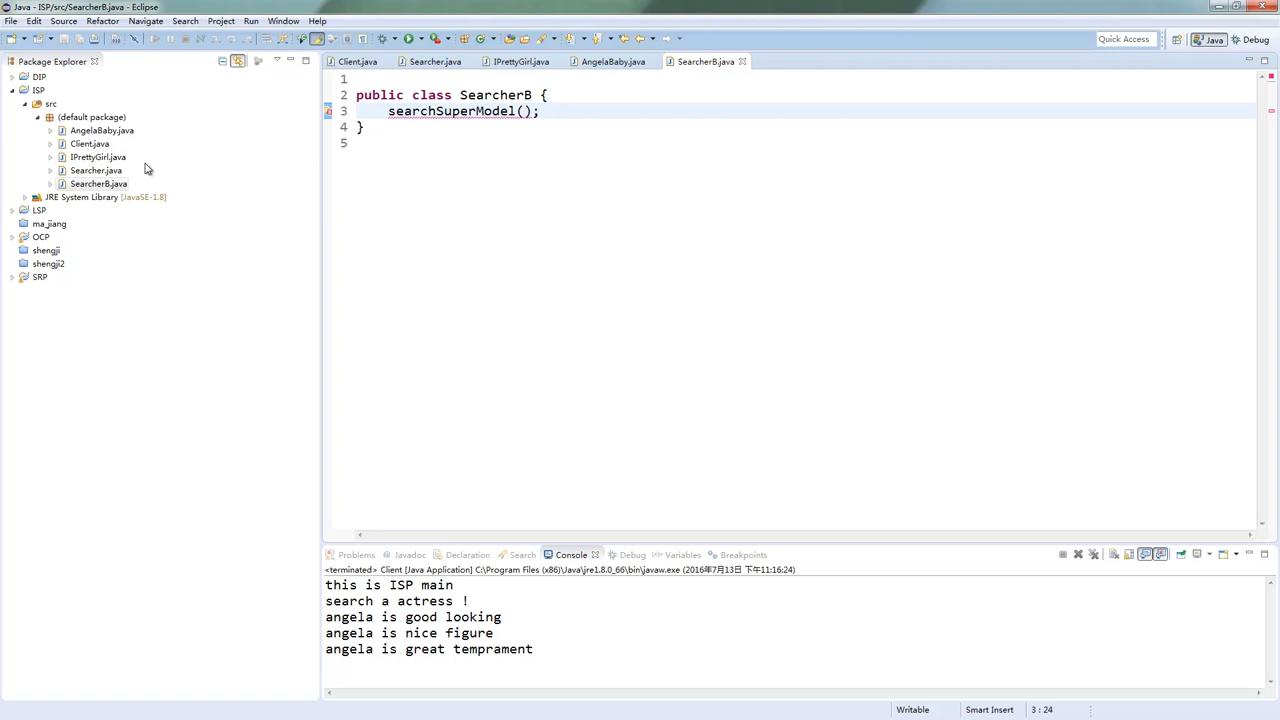 Java - ISP/src/SearcherB.java - Eclipse
File Edit Source Refactor Navigate Search Project Run Window Help
Quick Access Java Debug
Package Explorer
DIP
ISP
src
(default package)
AngelaBaby.java
Client.java
IPrettyGirl.java
Searcher.java
SearcherB.java
JRE System Library [JavaSE-1.8]
LSP
ma_jiang
OCP
shengji
shengji2
SRP
Client.java Searcher.java IPrettyGirl.java AngelaBaby.java SearcherB.java
1
2 public class SearcherB {
3 searchSuperModel();
4 }
5
Problems Javadoc Declaration Search Console Debug Variables Breakpoints
<terminated> Client [Java Application] C:\Program Files (x86)\Java\jre1.8.0_66\bin\javaw.exe (2016年7月13日 下午11:16:24)
this is ISP main
search a actress !
angela is good looking
angela is nice figure
angela is great temprament
Writable Smart Insert 3 : 24